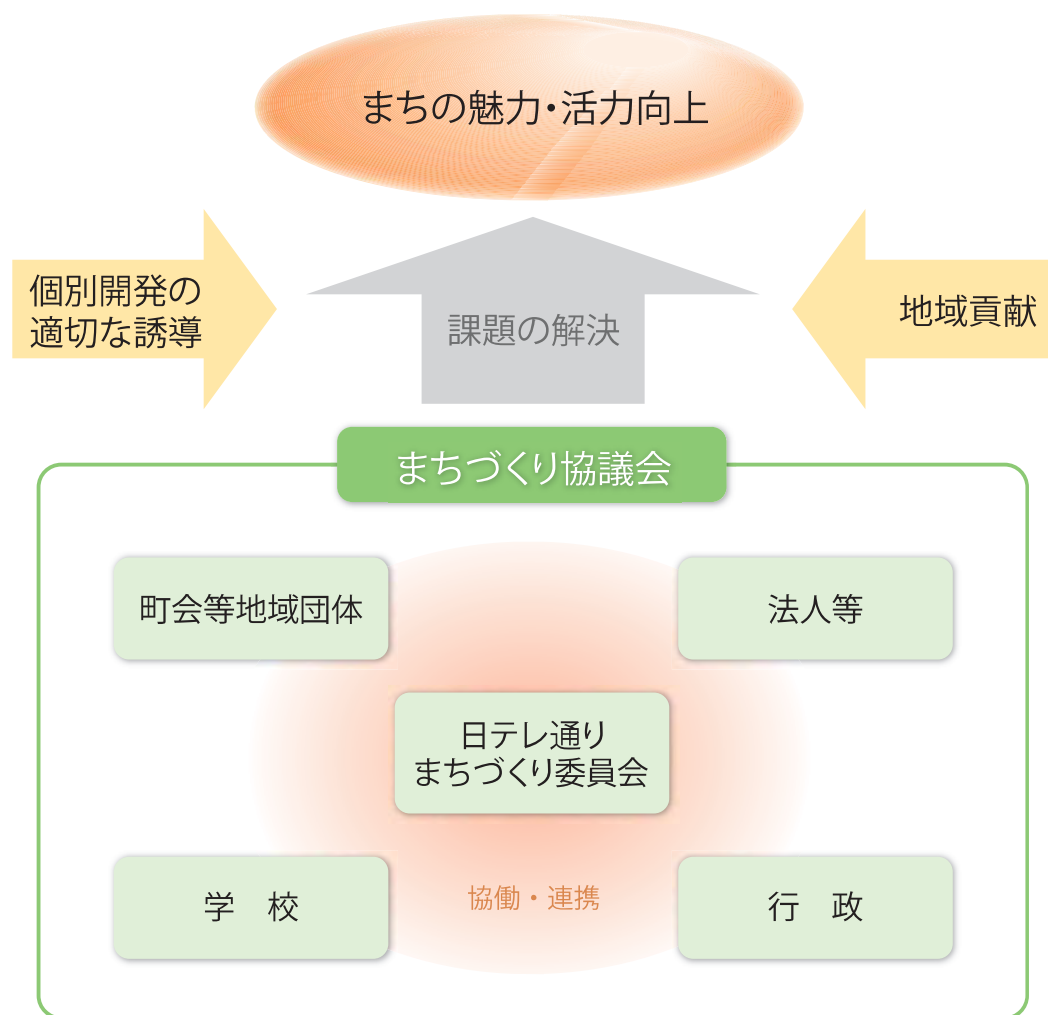 まちの魅力・活力向上
個別開発の
適切な誘導
課題の解決
地域貢献
まちづくり協議会
町会等地域団体
法人等
日テレ通り
まちづくり委員会
学　校
協働・連携
行　政